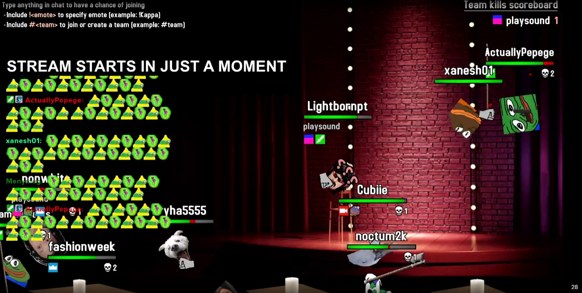 Type anything in chat to have a chance of joining
- Include !<emote> to specify emote (example: !Kappa)
- Include #<team> to join or create a team (example: #team)
Team kills scoreboard
playsound 1
STREAM STARTS IN JUST A MOMENT
ActuallyPepege
2
xanesh01
ActuallyPepege:
Lightbornpt
playsound
xanesh01:
Cubiie
1
1
yha5555
noctum2k
1
fashionweek
2
28